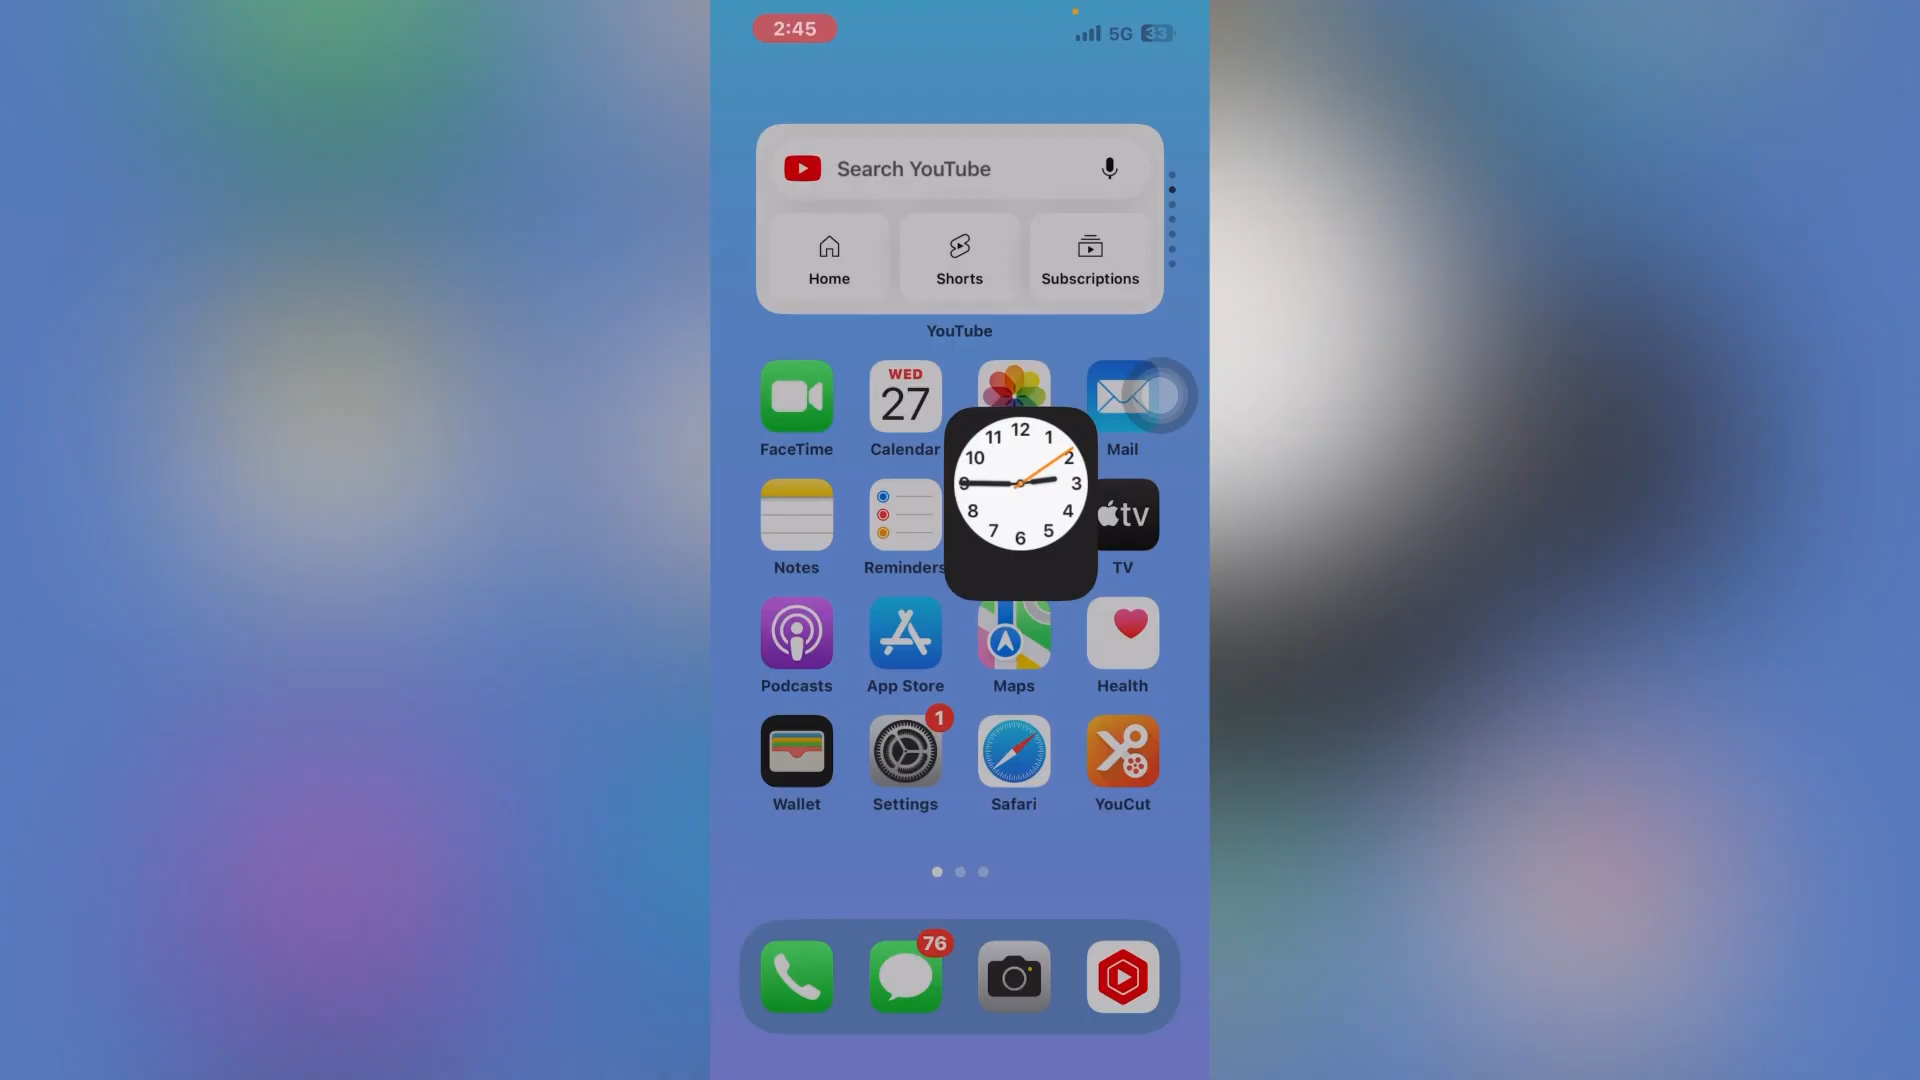 2:45
5G 33
Search YouTube
Home Shorts Subscriptions
YouTube
WED
27
FaceTime Calendar Mail
12
11 1
10 2
9 3
8 4
7 5
6
tv
Notes Reminders TV
Podcasts App Store Maps Health
1
Wallet Settings Safari YouCut
76